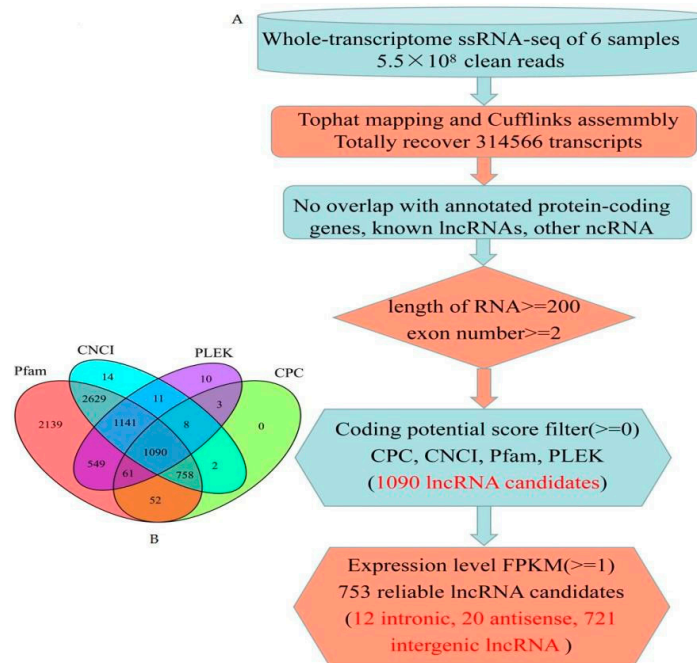 A
Whole-transcriptome ssRNA-seq of 6 samples
5.5×10⁸ clean reads
Tophat mapping and Cufflinks assemmbly
Totally recover 314566 transcripts
No overlap with annotated protein-coding
genes, known lncRNAs, other ncRNA
length of RNA>=200
exon number>=2
Coding potential score filter(>=0)
CPC, CNCI, Pfam, PLEK
(1090 lncRNA candidates)
Expression level FPKM(>=1)
753 reliable lncRNA candidates
(12 intronic, 20 antisense, 721
intergenic lncRNA )
CNCI
PLEK
Pfam
CPC
14
10
2629
11
3
2139
1141
8
0
1090
549
2
61
758
52
B